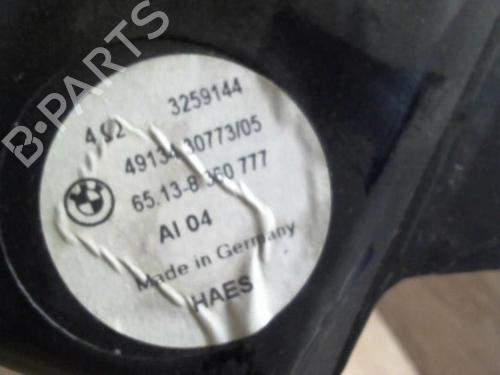 B-PARTS
3259144
49134 30773/05
65.13-8 360 777
AI 04
Made in Germany
HAES